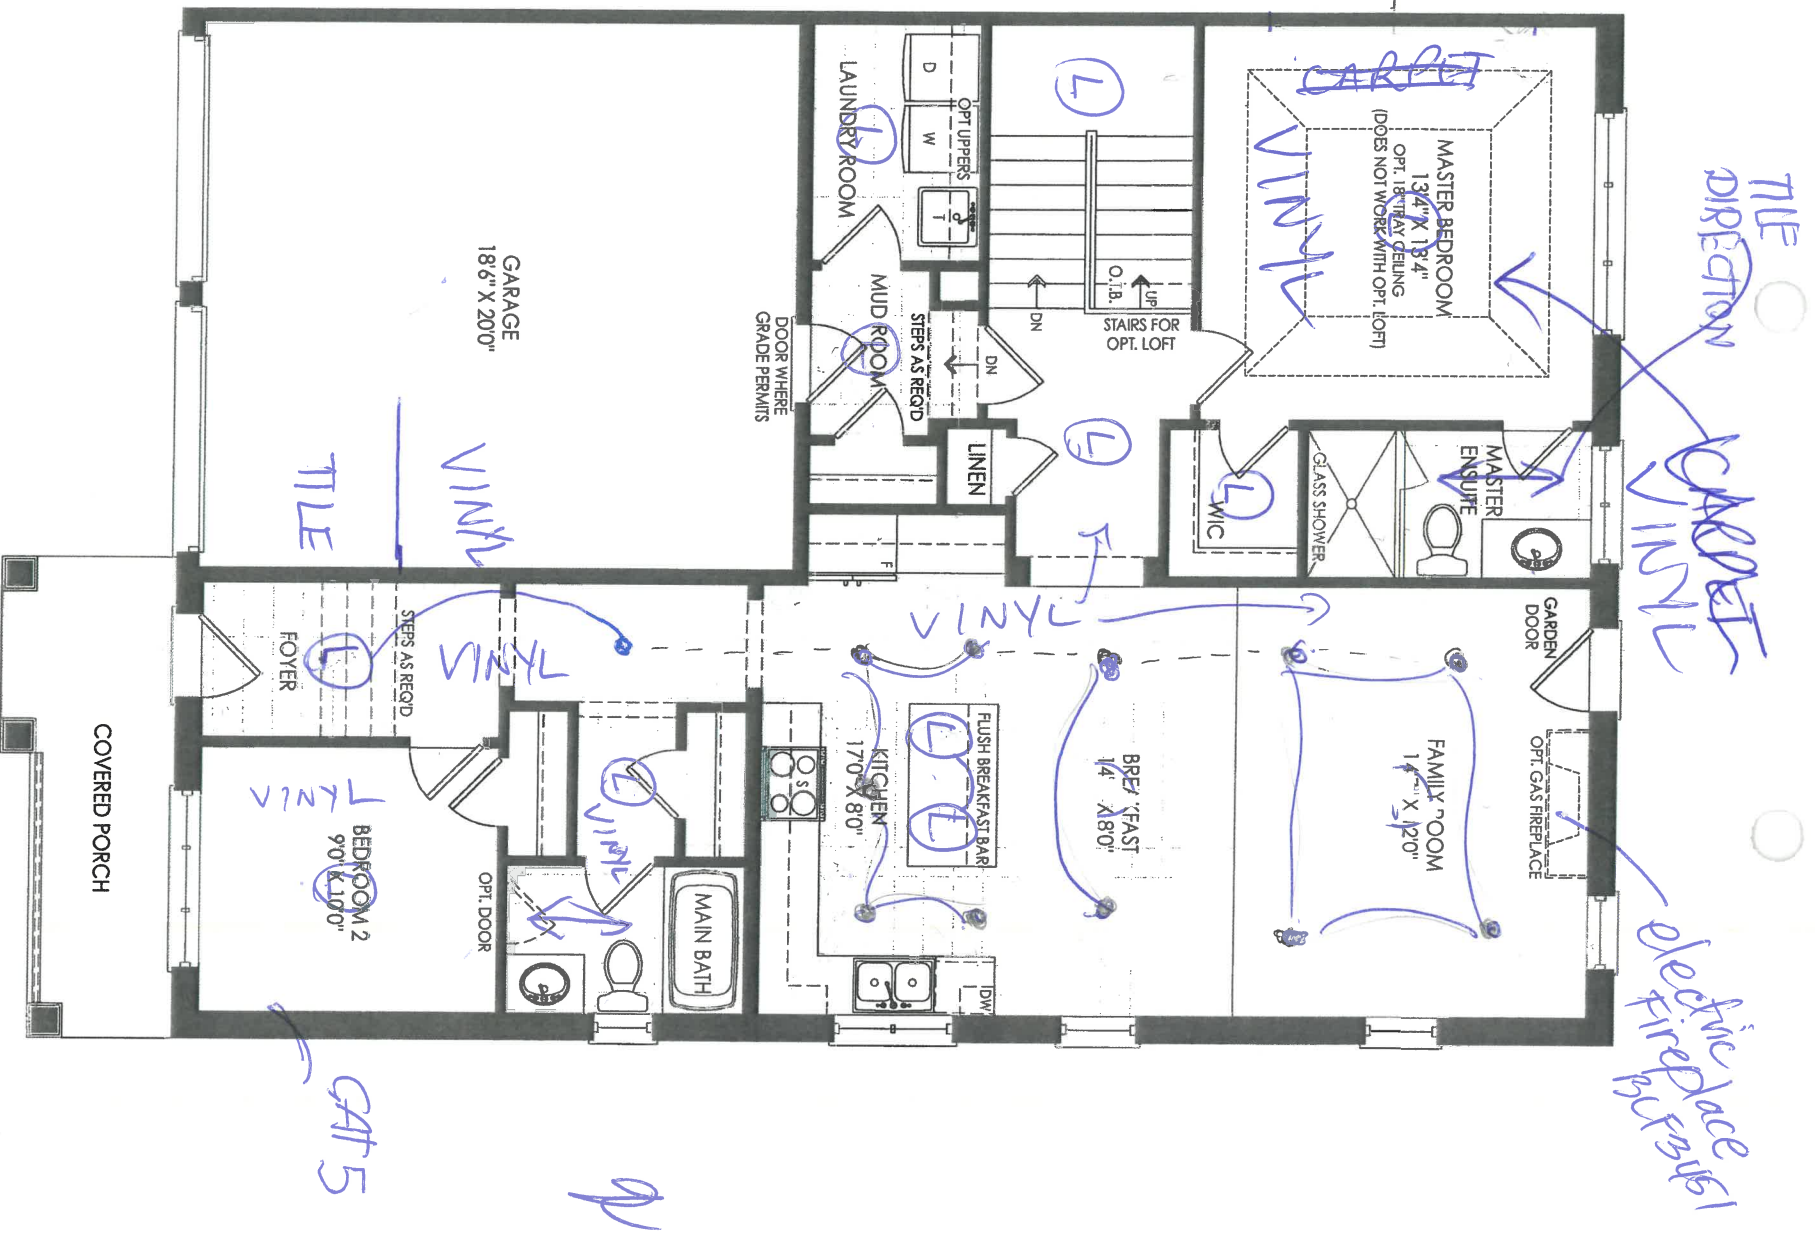 TILE
DIRECTION
CARPET
VINYL
CARPET
VINYL
MASTER BEDROOM
13'4" X 13'4"
OPT. 18" TRAY CEILING
(DOES NOT WORK WITH OPT. LOFT)
MASTER
ENSUITE
GLASS SHOWER
WIC
L
L
L
STAIRS FOR
OPT. LOFT
UP
O.T.B.
DN
DN
OPT UPPERS
D
W
T
LAUNDRY ROOM
L
MUD ROOM
L
STEPS AS REQ'D
LINEN
DOOR WHERE
GRADE PERMITS
GARAGE
18'6" X 20'0"
VINYL
TILE
GARDEN
DOOR
OPT. GAS FIREPLACE
electric
Fireplace
FAMILY ROOM
VINYL
BREAKFAST
FLUSH BREAKFAST BAR
L
L
KITCHEN
17'0" X 8'0"
F
S
DW
MAIN BATH
L
VINYL
VINYL
STEPS AS REQ'D
FOYER
L
OPT. DOOR
BEDROOM 2
9'0" X 10'0"
L
VINYL
COVERED PORCH
CAT 5